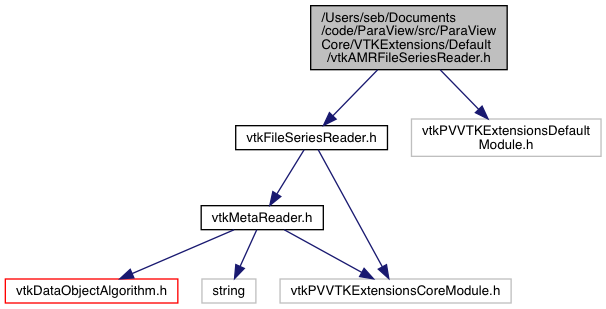 /Users/seb/Documents
/code/ParaView/src/ParaView
Core/VTKExtensions/Default
/vtkAMRFileSeriesReader.h
vtkFileSeriesReader.h
vtkPVVTKExtensionsDefault
Module.h
vtkMetaReader.h
vtkDataObjectAlgorithm.h
string
vtkPVVTKExtensionsCoreModule.h